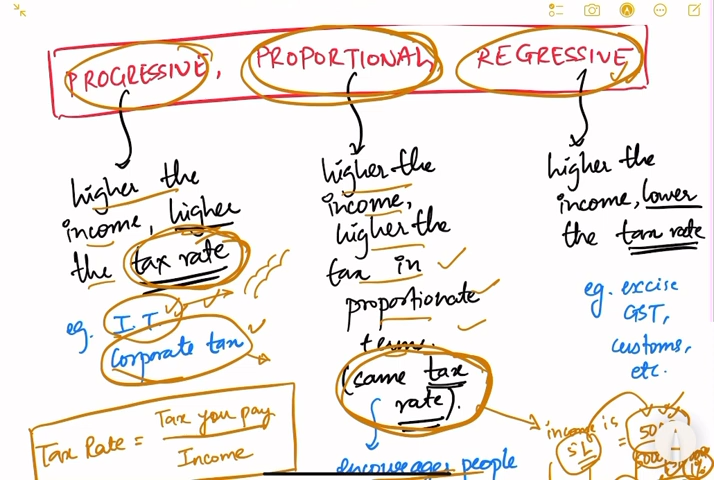 PROGRESSIVE, PROPORTIONAL, REGRESSIVE
higher the
income, higher
the tax rate
eg. I.T.
Corporate tax
Tax Rate = Tax you pay
Income
higher the
income,
higher the
tax in
proportionate
terms.
(same tax
rate).
encourages people
higher the
income, lower
the tax rate
eg. excise
GST,
customs,
etc.
income is
5L =